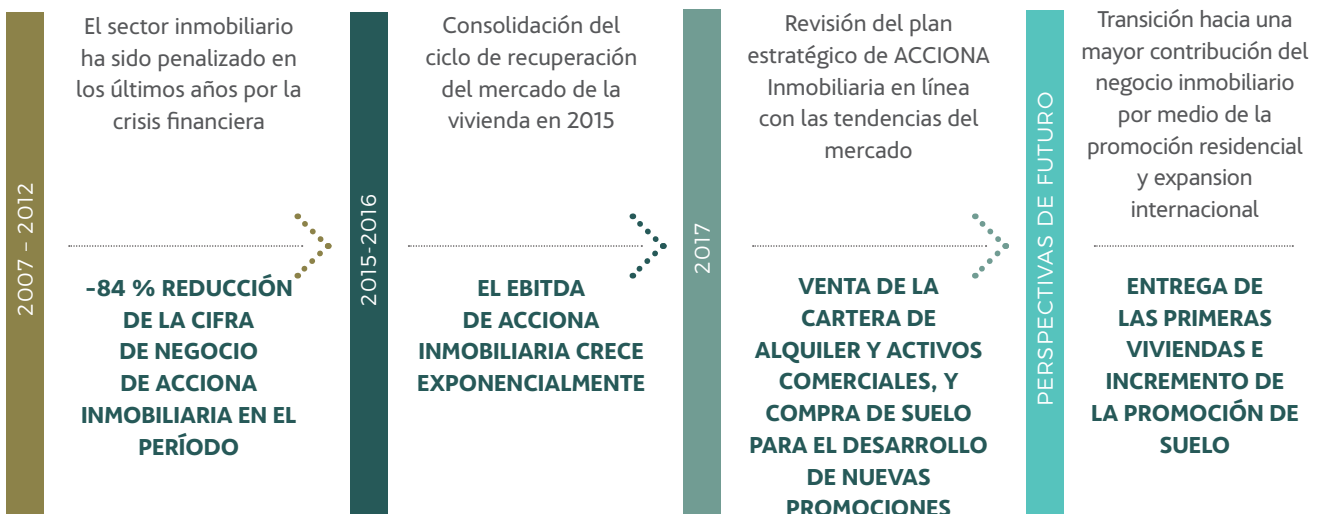 2007 – 2012
El sector inmobiliario
ha sido penalizado en
los últimos años por la
crisis financiera
-84 % REDUCCIÓN
DE LA CIFRA
DE NEGOCIO
DE ACCIONA
INMOBILIARIA EN EL
PERÍODO
2015-2016
Consolidación del
ciclo de recuperación
del mercado de la
vivienda en 2015
EL EBITDA
DE ACCIONA
INMOBILIARIA CRECE
EXPONENCIALMENTE
2017
Revisión del plan
estratégico de ACCIONA
Inmobiliaria en línea
con las tendencias del
mercado
VENTA DE LA
CARTERA DE
ALQUILER Y ACTIVOS
COMERCIALES, Y
COMPRA DE SUELO
PARA EL DESARROLLO
DE NUEVAS
PROMOCIONES
PERSPECTIVAS DE FUTURO
Transición hacia una
mayor contribución del
negocio inmobiliario
por medio de la
promoción residencial
y expansion
internacional
ENTREGA DE
LAS PRIMERAS
VIVIENDAS E
INCREMENTO DE
LA PROMOCIÓN DE
SUELO